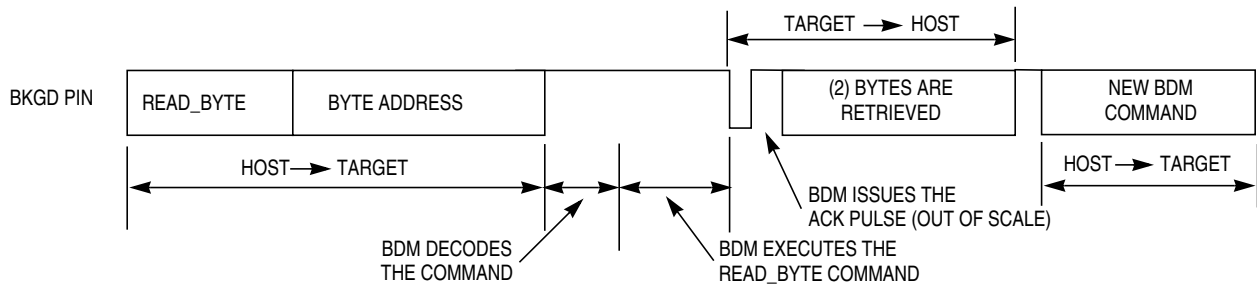 TARGET → HOST
BKGD PIN
READ_BYTE
BYTE ADDRESS
(2) BYTES ARE
RETRIEVED
NEW BDM
COMMAND
HOST → TARGET
HOST → TARGET
BDM ISSUES THE
ACK PULSE (OUT OF SCALE)
BDM DECODES
THE COMMAND
BDM EXECUTES THE
READ_BYTE COMMAND